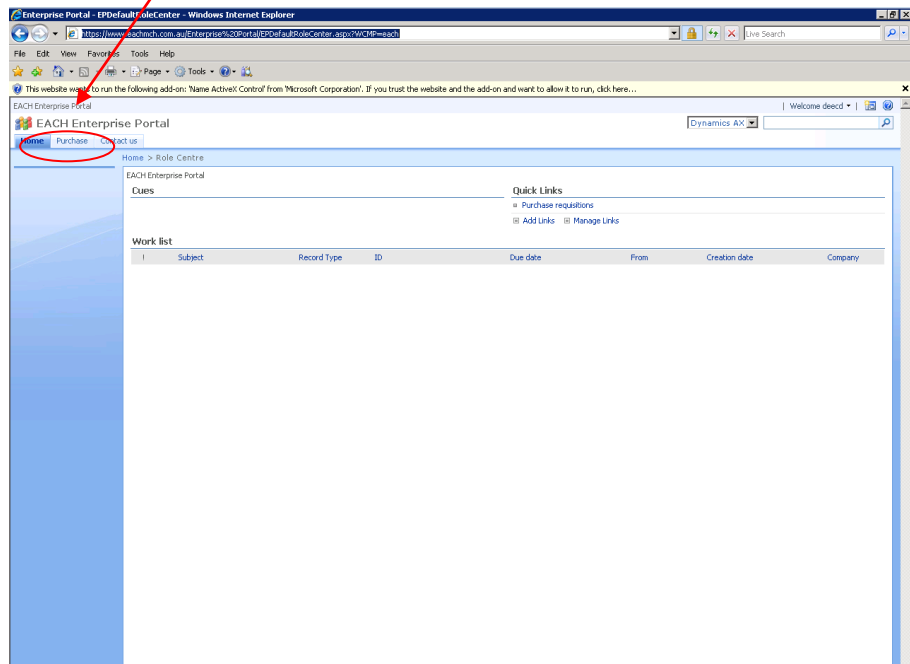 Enterprise Portal - EPDefaultRoleCenter - Windows Internet Explorer
https://www.eachmch.com.au/Enterprise%20Portal/EPDefaultRoleCenter.aspx?WCMP=each
Live Search
File Edit View Favorites Tools Help
Page Tools
This website wants to run the following add-on: 'Name ActiveX Control' from 'Microsoft Corporation'. If you trust the website and the add-on and want to allow it to run, click here...
EACH Enterprise Portal
Welcome deecd
EACH Enterprise Portal
Dynamics AX
Home Purchase Contact us
Home > Role Centre
EACH Enterprise Portal
Cues
Quick Links
Purchase requisitions
Add Links Manage Links
Work list
! Subject Record Type ID Due date From Creation date Company